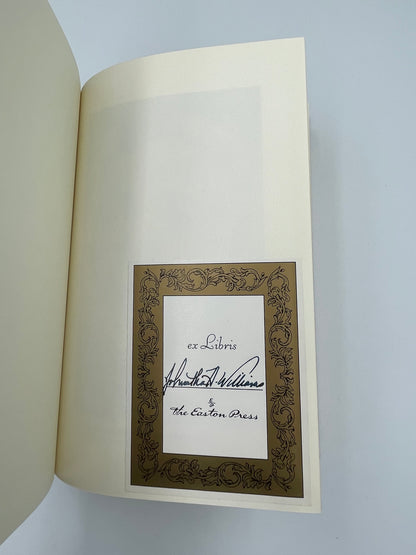 ex Libris
Johnathan D. Williams
&
The Easton Press